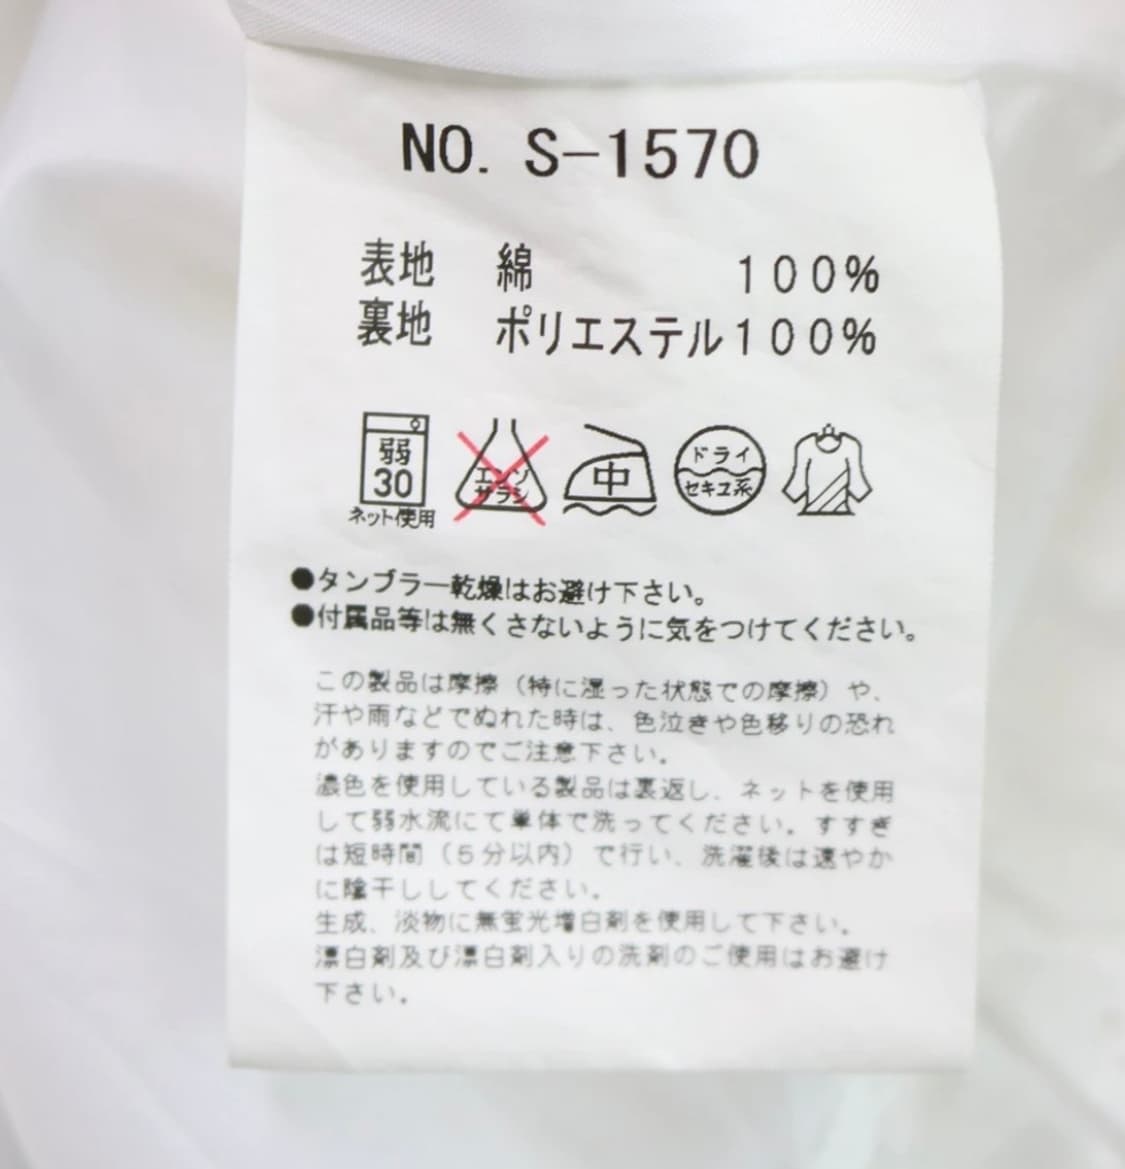 NO. S-1570
表地 綿 100%
裏地 ポリエステル100%
弱
30
ネット使用
エンソ
サラシ
中
ドライ
セキユ系
●タンブラー乾燥はお避け下さい。
●付属品等は無くさないように気をつけてください。
この製品は摩擦（特に湿った状態での摩擦）や、
汗や雨などでぬれた時は、色泣きや色移りの恐れ
がありますのでご注意下さい。
濃色を使用している製品は裏返し、ネットを使用
して弱水流にて単体で洗ってください。すすぎ
は短時間（5分以内）で行い、洗濯後は速やか
に陰干ししてください。
生成、淡物に無蛍光増白剤を使用して下さい。
漂白剤及び漂白剤入りの洗剤のご使用はお避け
下さい。